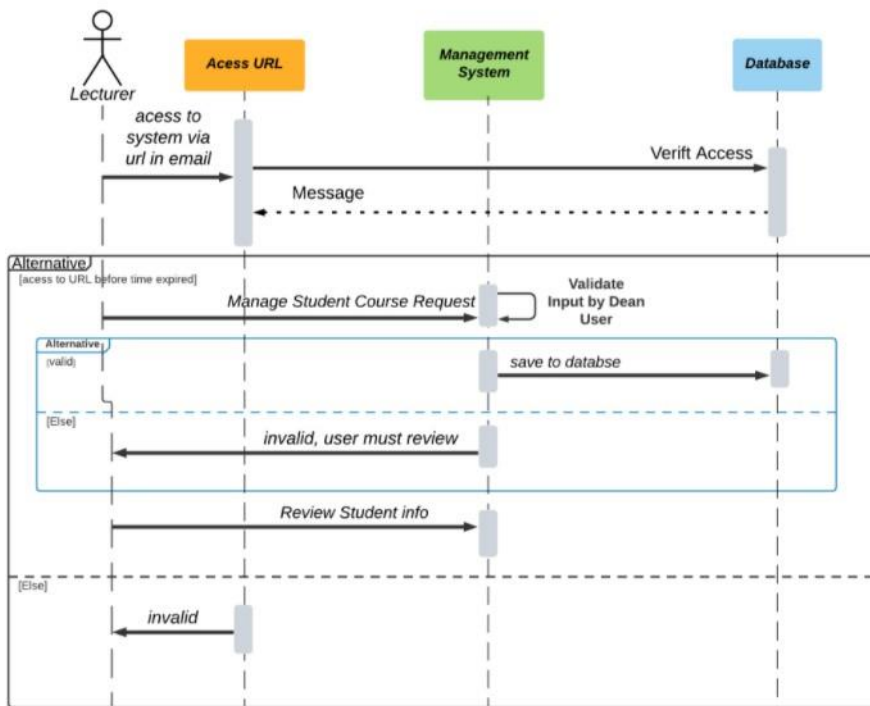 Lecturer
Acess URL
Management
System
Database
acess to
system via
url in email
Verift Access
Message
Alternative
[acess to URL before time expired]
Manage Student Course Request
Validate
Input by Dean
User
Alternative
[valid]
save to databse
[Else]
invalid, user must review
Review Student info
[Else]
invalid